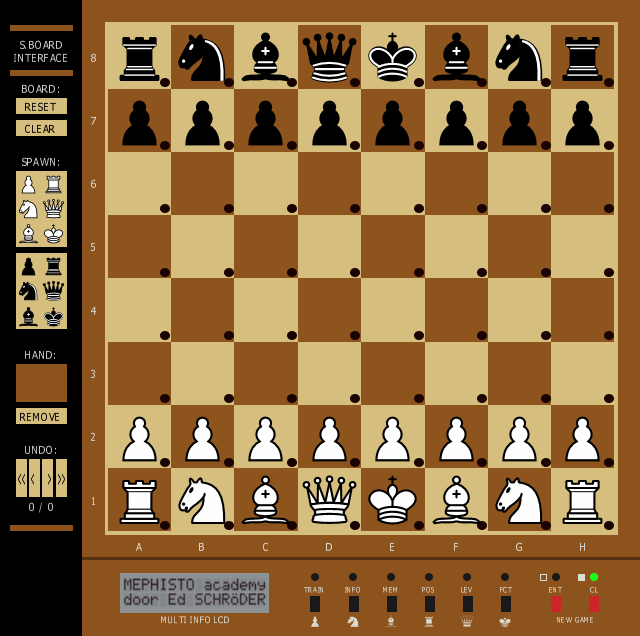 S.BOARD
INTERFACE
BOARD:
RESET
CLEAR
SPAWN:
HAND:
REMOVE
UNDO:
0 / 0
8
7
6
5
4
3
2
1
A B C D E F G H
MEPHISTO academy
door Ed SCHRöDER
MULTI INFO LCD
TRAIN INFO MEM POS LEV FCT ENT CL
NEW GAME